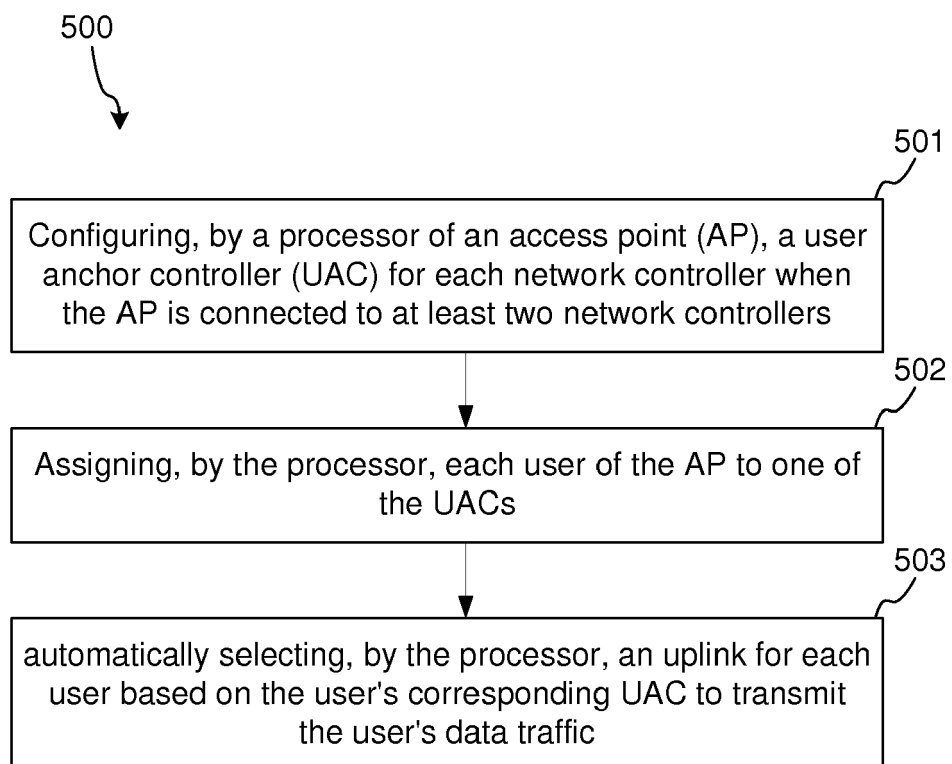 500
501
Configuring, by a processor of an access point (AP), a user
anchor controller (UAC) for each network controller when
the AP is connected to at least two network controllers
502
Assigning, by the processor, each user of the AP to one of
the UACs
503
automatically selecting, by the processor, an uplink for each
user based on the user's corresponding UAC to transmit
the user's data traffic